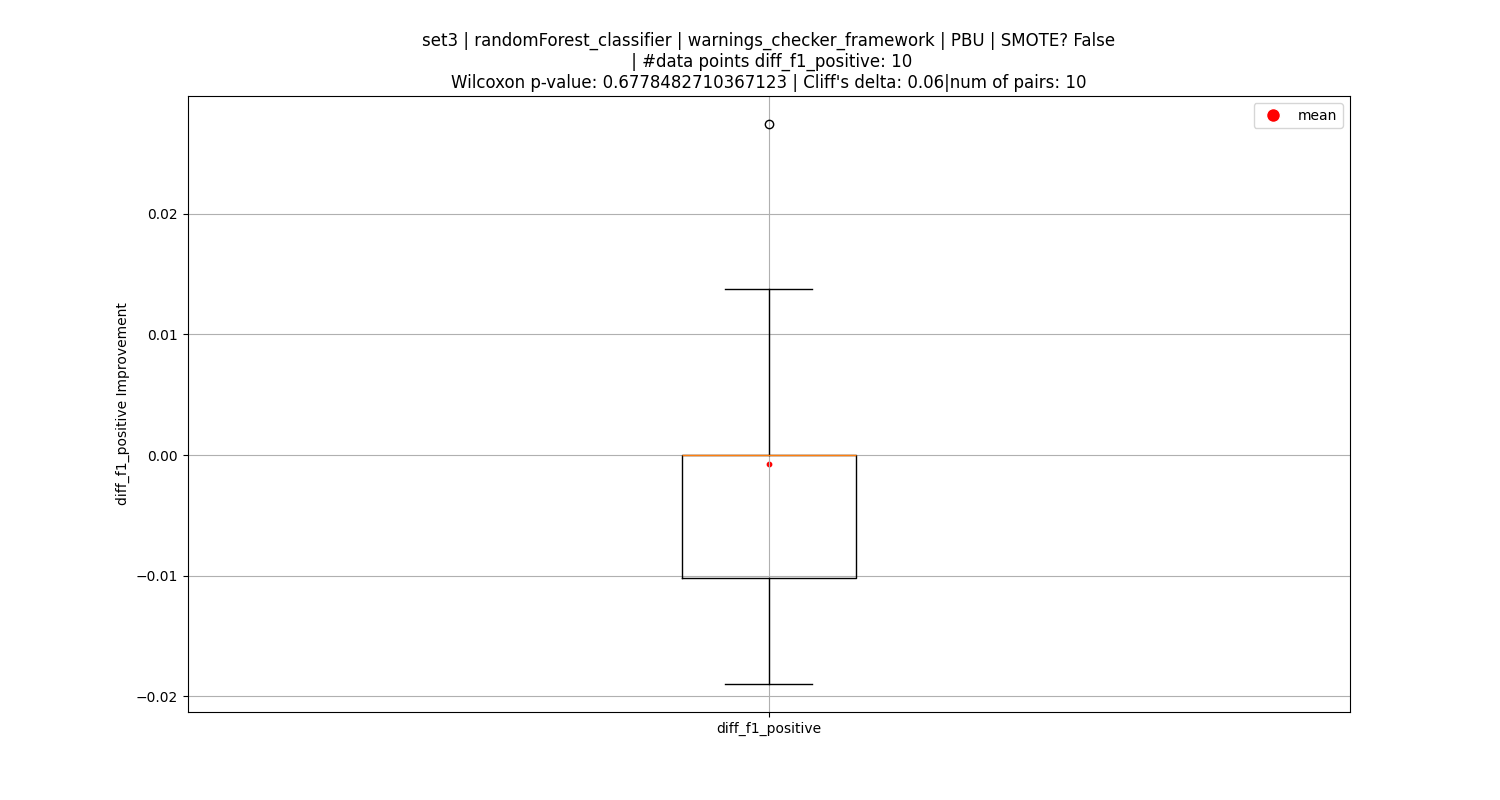 set3 | randomForest_classifier | warnings_checker_framework | PBU | SMOTE? False
| #data points diff_f1_positive: 10
Wilcoxon p-value: 0.6778482710367123 | Cliff's delta: 0.06|num of pairs: 10
mean
0.02
0.01
0.00
−0.01
−0.02
diff_f1_positive Improvement
diff_f1_positive